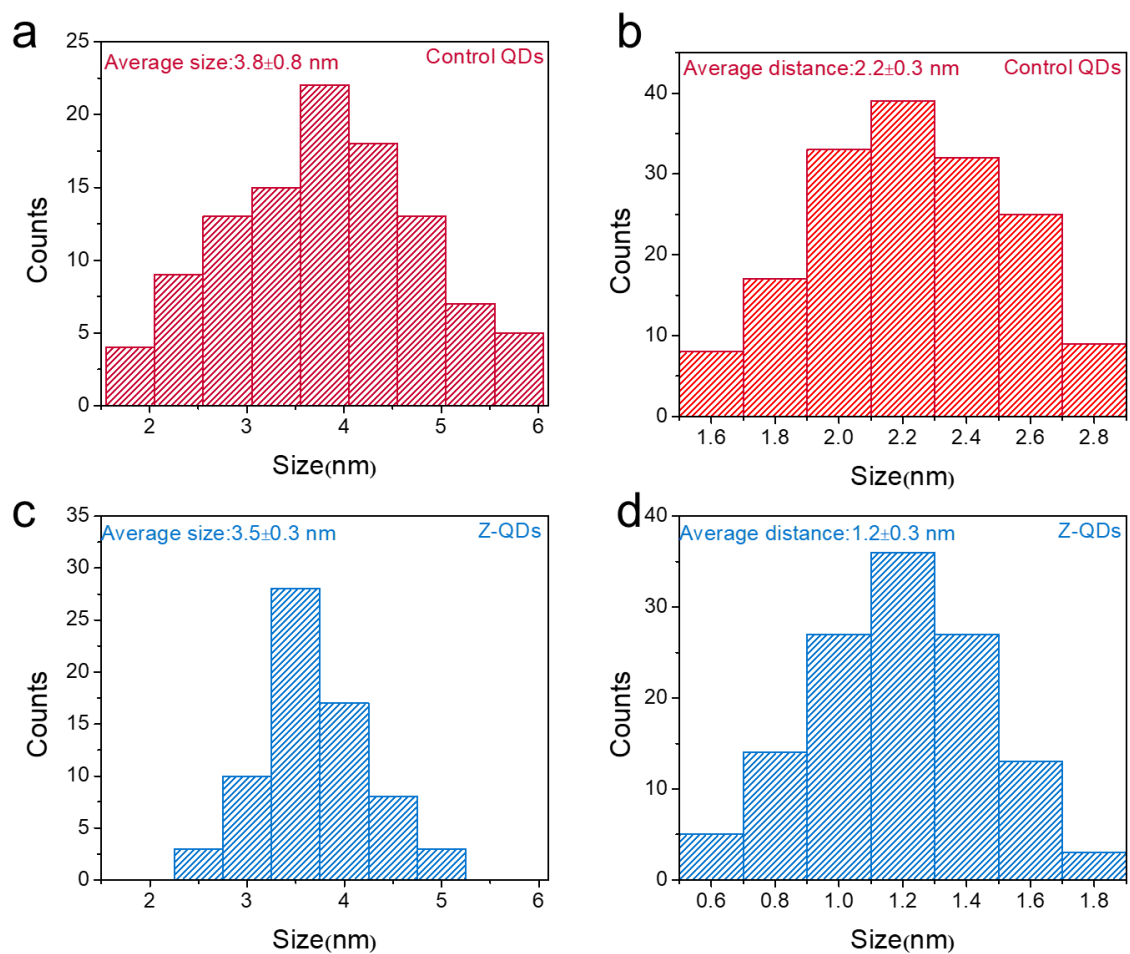 a
Average size:3.8±0.8 nm
Control QDs
25
20
15
10
5
0
Counts
2 3 4 5 6
Size(nm)
b
Average distance:2.2±0.3 nm
Control QDs
40
30
20
10
0
Counts
1.6 1.8 2.0 2.2 2.4 2.6 2.8
Size(nm)
c
Average size:3.5±0.3 nm
Z-QDs
35
30
25
20
15
10
5
0
Counts
2 3 4 5 6
Size(nm)
d
Average distance:1.2±0.3 nm
Z-QDs
40
30
20
10
0
Counts
0.6 0.8 1.0 1.2 1.4 1.6 1.8
Size(nm)